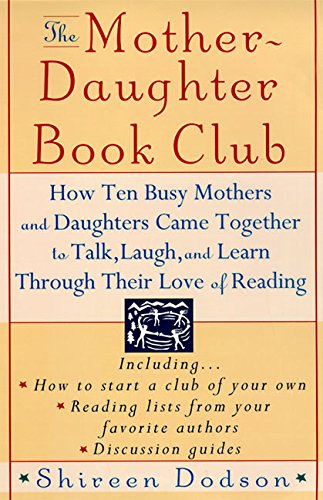 The
Mother-
Daughter
Book Club
How Ten Busy Mothers
and Daughters Came Together
to Talk, Laugh, and Learn
Through Their Love of Reading
Including...
* How to start a club of your own
* Reading lists from your
favorite authors
* Discussion guides
* Shireen Dodson *